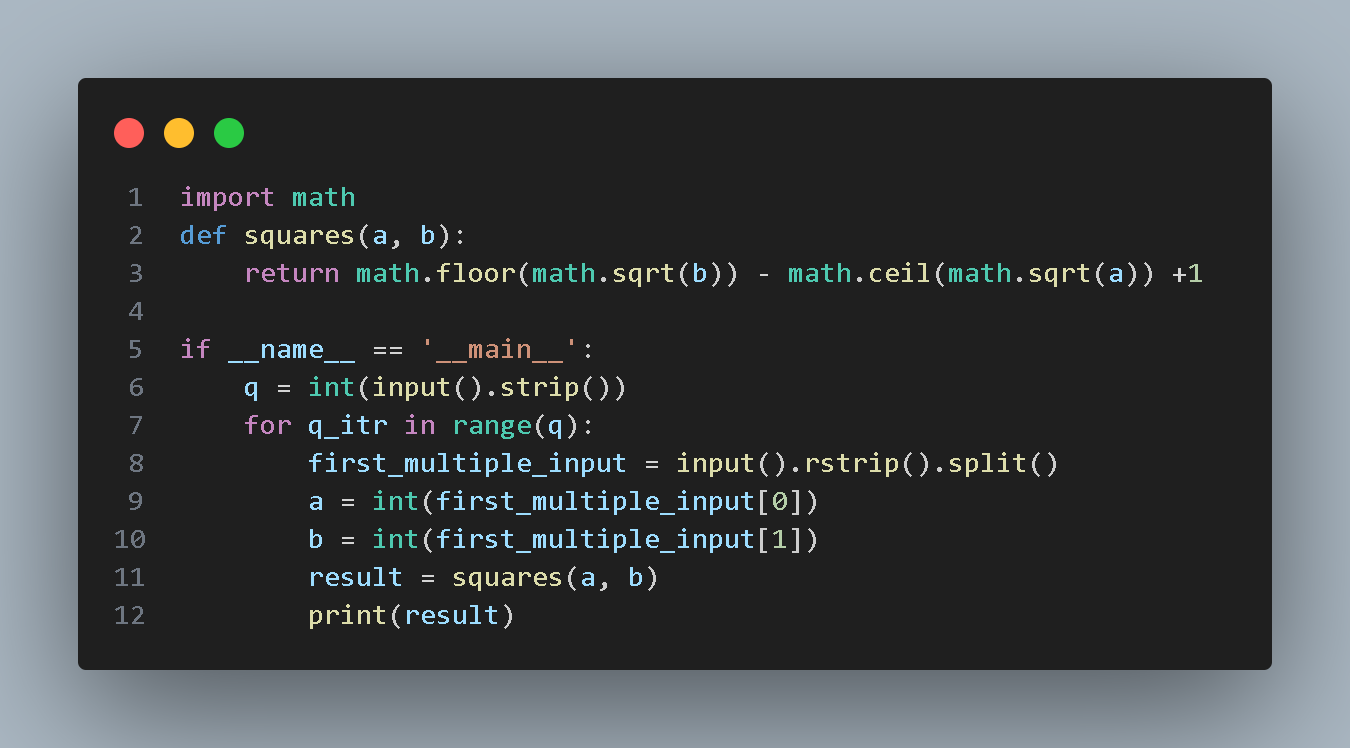 1 import math
2 def squares(a, b):
3     return math.floor(math.sqrt(b)) - math.ceil(math.sqrt(a)) +1
4
5 if __name__ == '__main__':
6     q = int(input().strip())
7     for q_itr in range(q):
8         first_multiple_input = input().rstrip().split()
9         a = int(first_multiple_input[0])
10         b = int(first_multiple_input[1])
11         result = squares(a, b)
12         print(result)